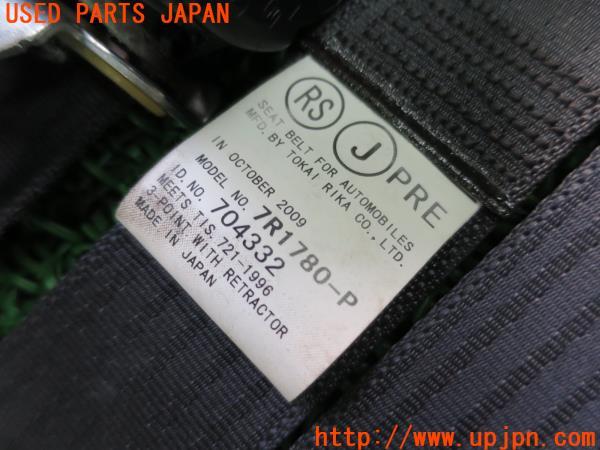 USED PARTS JAPAN
RS J PRE
SEAT BELT FOR AUTOMOBILES
MFD. BY TOKAI RIKA CO., LTD.
IN OCTOBER 2009
MODEL NO. 7R1780-P
ID. NO. 704332
MEETS T.I.S. 721-1996
3-POINT WITH RETRACTOR
MADE IN JAPAN
http://www.upjpn.com